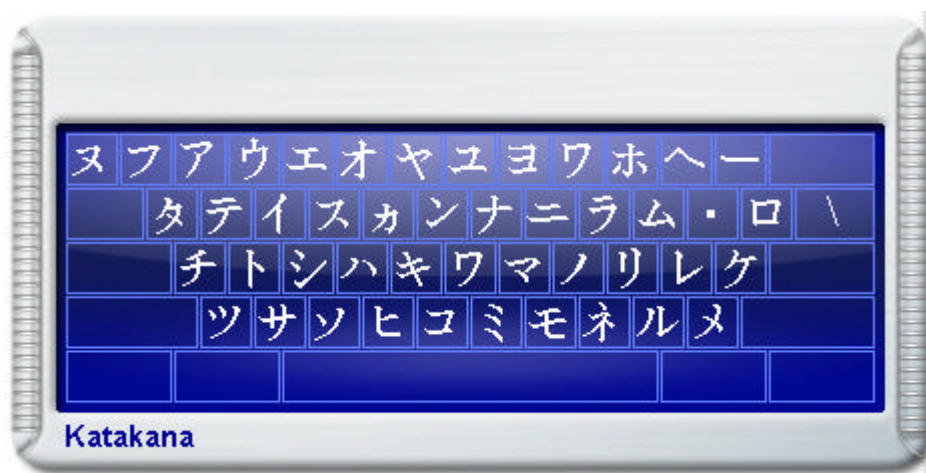 ヌ フ ア ウ エ オ ヤ ユ ヨ ワ ホ ヘ ー
タ テ イ ス ヵ ン ナ ニ ラ ム ・ ロ \
チ ト シ ハ キ ワ マ ノ リ レ ケ
ツ サ ソ ヒ コ ミ モ ネ ル メ
Katakana